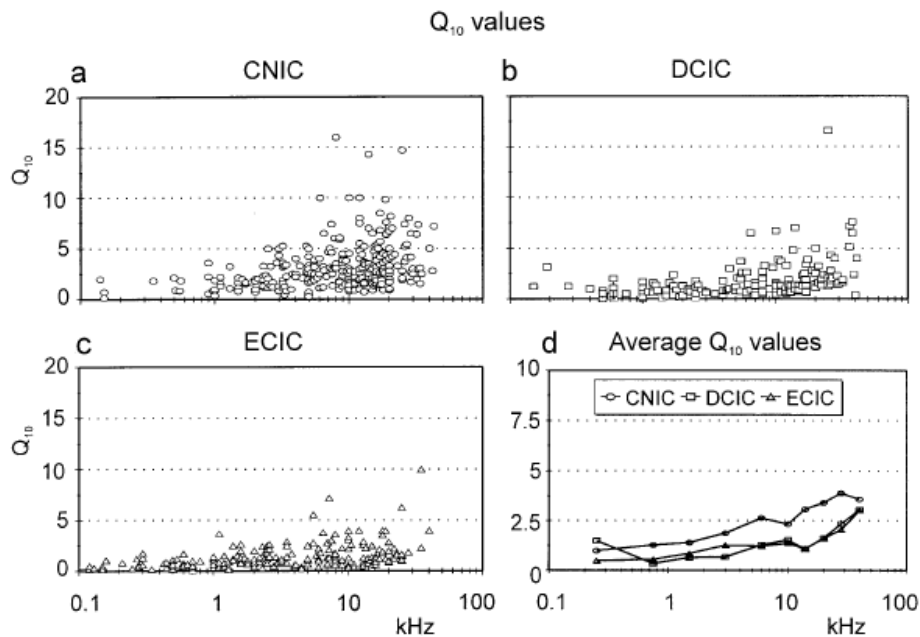 Q₁₀ values
a CNIC
b DCIC
20
15
10
5
0
Q₁₀
0.1 1 10 100
kHz
c ECIC
d Average Q₁₀ values
20
15
10
5
0
Q₁₀
0.1 1 10 100
kHz
10
7.5
5
2.5
0
CNIC DCIC ECIC
0.1 1 10 100
kHz